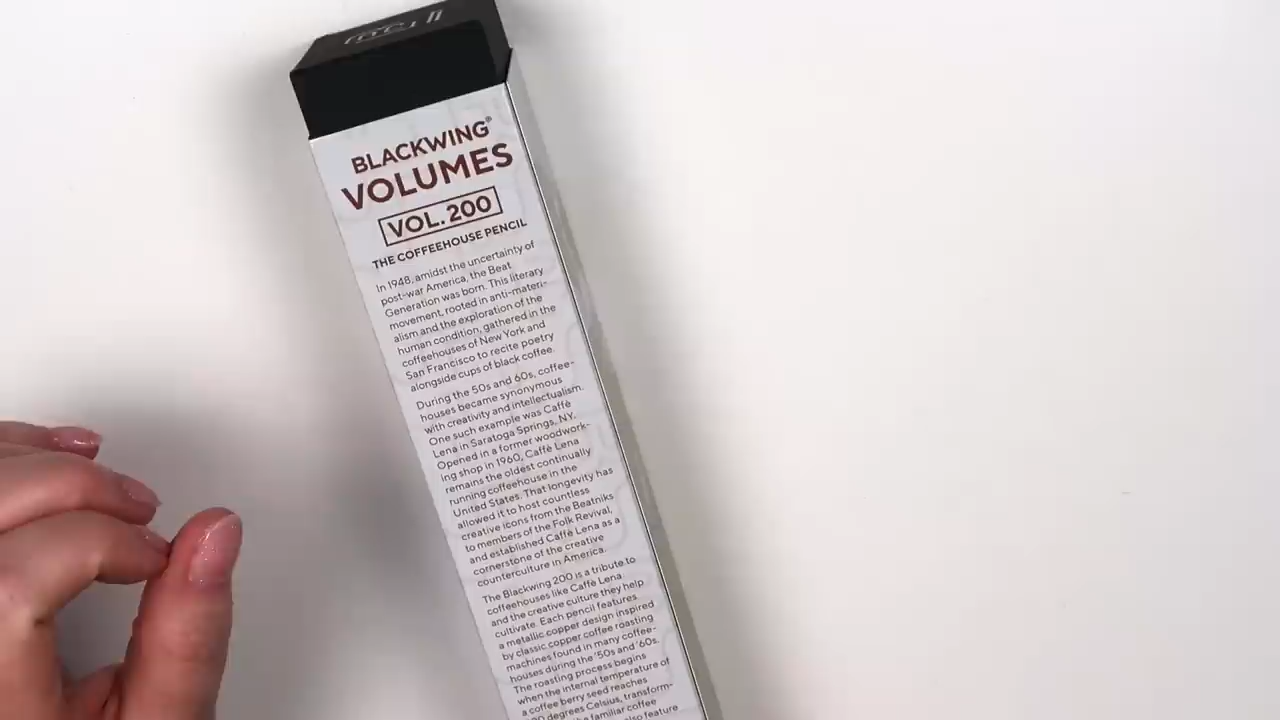 BLACKWING®
VOLUMES
VOL. 200
THE COFFEEHOUSE PENCIL
In 1948, amidst the uncertainty of
post-war America, the Beat
Generation was born. This literary
movement, rooted in anti-materi-
alism and the exploration of the
human condition, gathered in the
coffeehouses of New York and
San Francisco to recite poetry
alongside cups of black coffee.
During the 50s and 60s, coffee-
houses became synonymous
with creativity and intellectualism.
One such example was Caffè
Lena in Saratoga Springs, NY.
Opened in a former woodwork-
ing shop in 1960, Caffè Lena
remains the oldest continually
running coffeehouse in the
United States. That longevity has
allowed it to host countless
creative icons from the Beatniks
to members of the Folk Revival,
and established Caffè Lena as a
cornerstone of the creative
counterculture in America.
The Blackwing 200 is a tribute to
coffeehouses like Caffè Lena
and the creative culture they help
cultivate. Each pencil features
a metallic copper design inspired
by classic copper coffee roasting
machines found in many coffee-
houses during the '50s and '60s.
The roasting process begins
when the internal temperature of
a coffee berry seed reaches
degrees Celsius, transform-
the familiar coffee
also feature